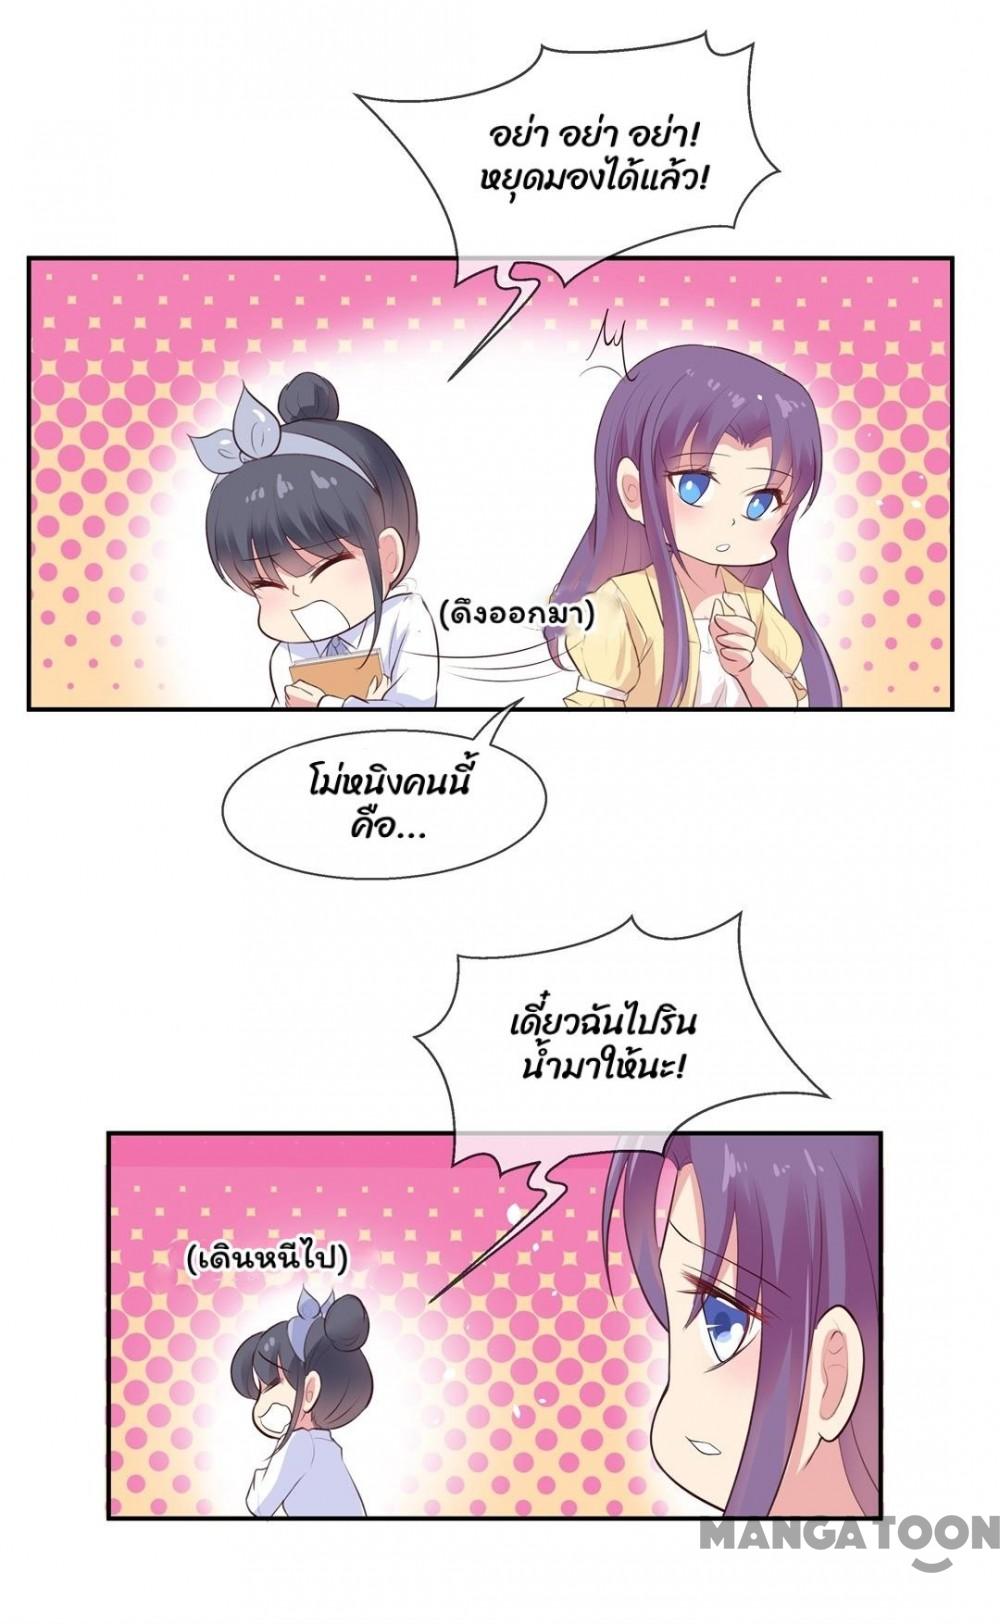 อย่า อย่า อย่า!
หยุดมองได้แล้ว!
(ดึงออกมา)
โม่หนิงคนนี้
คือ...
เดี๋ยวฉันไปริน
น้ำมาให้นะ!
(เดินหนีไป)
MANGATOON